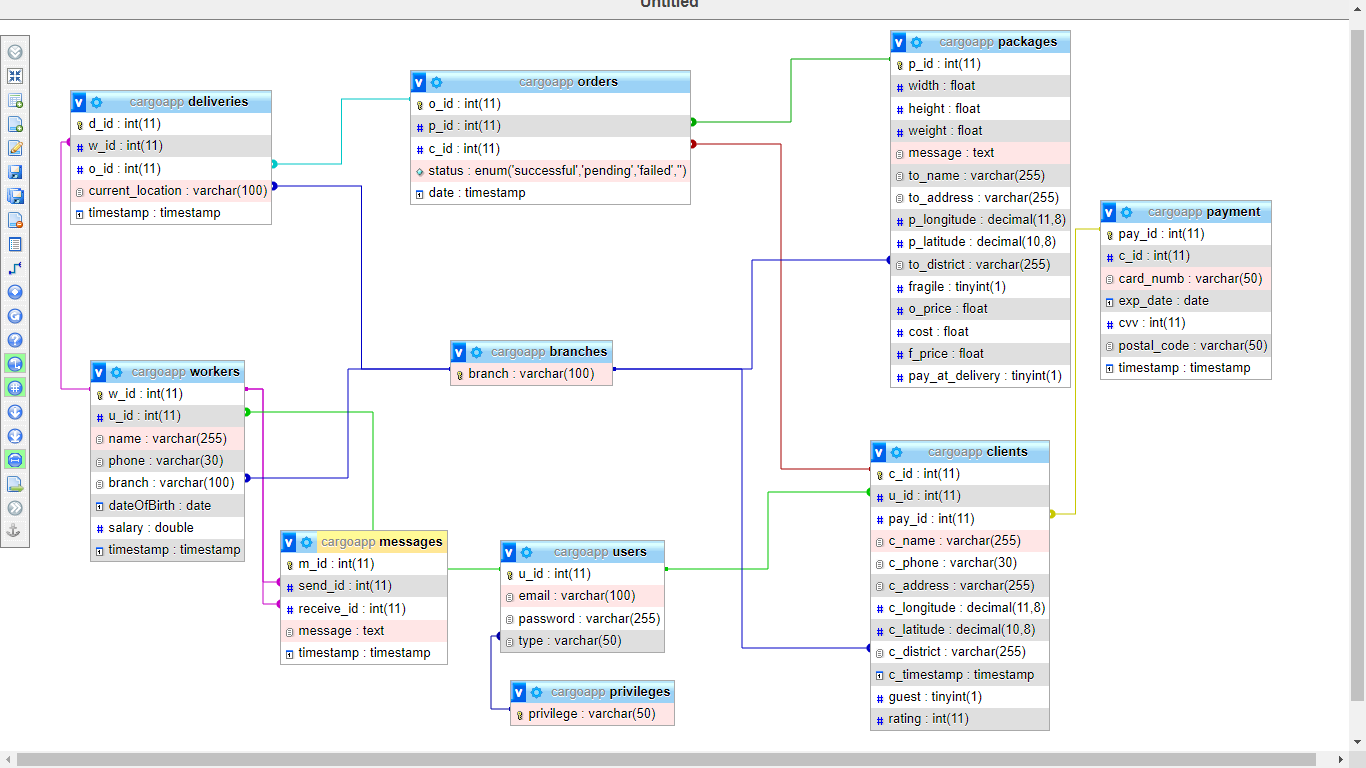 Untitled
cargoapp deliveries
d_id : int(11)
w_id : int(11)
o_id : int(11)
current_location : varchar(100)
timestamp : timestamp
cargoapp orders
o_id : int(11)
p_id : int(11)
c_id : int(11)
status : enum('successful','pending','failed','')
date : timestamp
cargoapp packages
p_id : int(11)
width : float
height : float
weight : float
message : text
to_name : varchar(255)
to_address : varchar(255)
p_longitude : decimal(11,8)
p_latitude : decimal(10,8)
to_district : varchar(255)
fragile : tinyint(1)
o_price : float
cost : float
f_price : float
pay_at_delivery : tinyint(1)
cargoapp payment
pay_id : int(11)
c_id : int(11)
card_numb : varchar(50)
exp_date : date
cvv : int(11)
postal_code : varchar(50)
timestamp : timestamp
cargoapp branches
branch : varchar(100)
cargoapp workers
w_id : int(11)
u_id : int(11)
name : varchar(255)
phone : varchar(30)
branch : varchar(100)
dateOfBirth : date
salary : double
timestamp : timestamp
cargoapp messages
m_id : int(11)
send_id : int(11)
receive_id : int(11)
message : text
timestamp : timestamp
cargoapp users
u_id : int(11)
email : varchar(100)
password : varchar(255)
type : varchar(50)
cargoapp privileges
privilege : varchar(50)
cargoapp clients
c_id : int(11)
u_id : int(11)
pay_id : int(11)
c_name : varchar(255)
c_phone : varchar(30)
c_address : varchar(255)
c_longitude : decimal(11,8)
c_latitude : decimal(10,8)
c_district : varchar(255)
c_timestamp : timestamp
guest : tinyint(1)
rating : int(11)